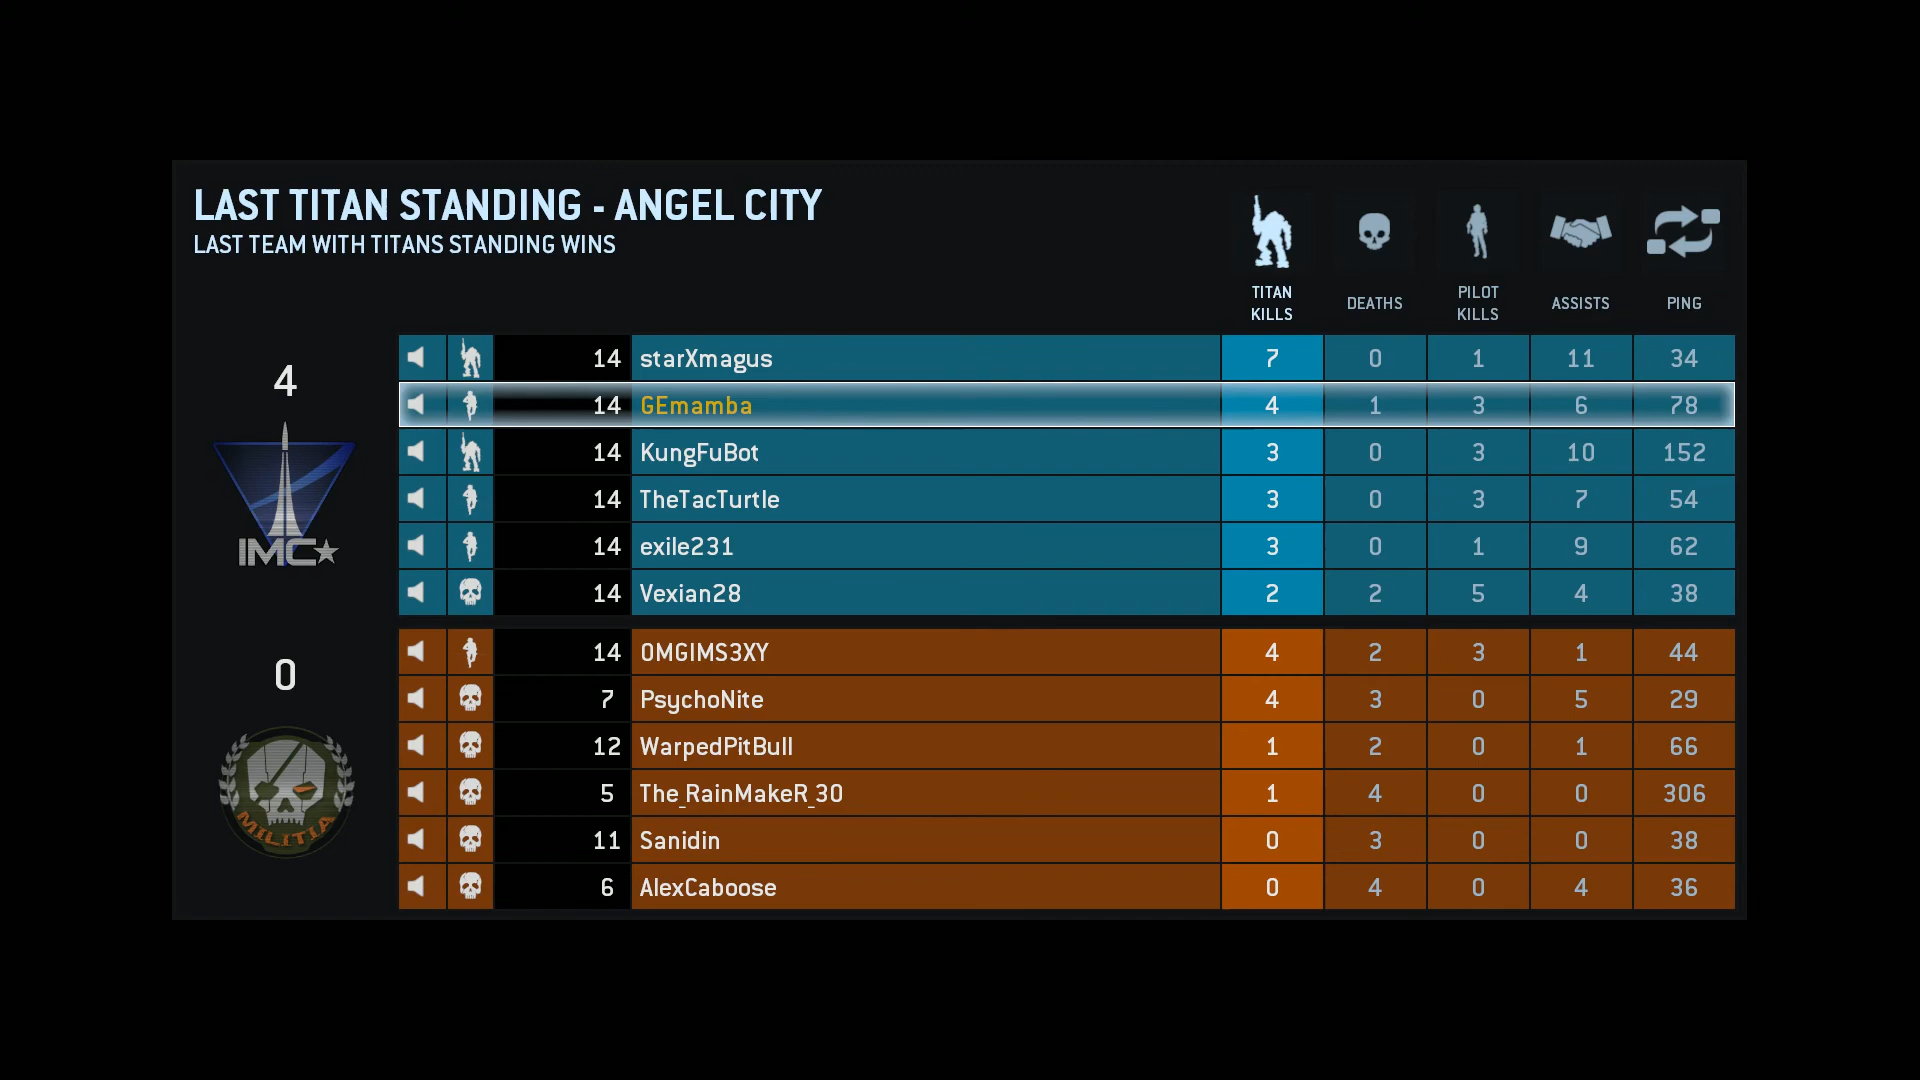 LAST TITAN STANDING - ANGEL CITY
LAST TEAM WITH TITANS STANDING WINS
TITAN KILLS DEATHS PILOT KILLS ASSISTS PING
4
IMC
14 starXmagus 7 0 1 11 34
14 GEmamba 4 1 3 6 78
14 KungFuBot 3 0 3 10 152
14 TheTacTurtle 3 0 3 7 54
14 exile231 3 0 1 9 62
14 Vexian28 2 2 5 4 38
0
MILITIA
14 OMGIMS3XY 4 2 3 1 44
7 PsychoNite 4 3 0 5 29
12 WarpedPitBull 1 2 0 1 66
5 The_RainMakeR_30 1 4 0 0 306
11 Sanidin 0 3 0 0 38
6 AlexCaboose 0 4 0 4 36